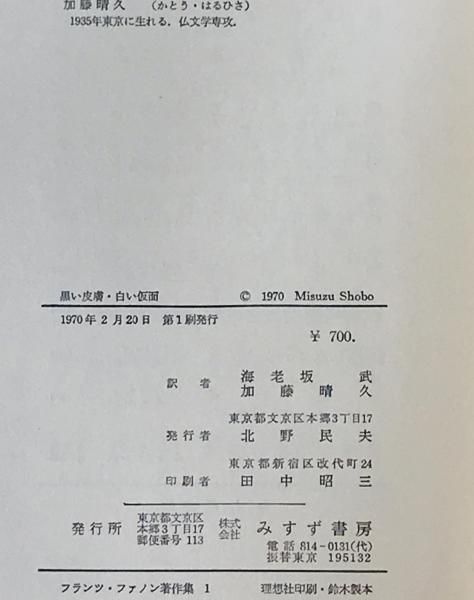 加藤晴久 (かとう・はるひさ)
1935年東京に生れる.仏文学専攻.
黒い皮膚・白い仮面 © 1970 Misuzu Shobo
1970年2月20日 第1刷発行
¥ 700.
訳者 海老坂 武
加藤晴久
東京都文京区本郷3丁目17
発行者 北野民夫
東京都新宿区改代町24
印刷者 田中昭三
発行所 東京都文京区 株式 みすず書房
本郷3丁目17 会社
郵便番号 113
電話 814-0131(代)
振替東京 195132
フランツ・ファノン著作集 1 理想社印刷・鈴木製本